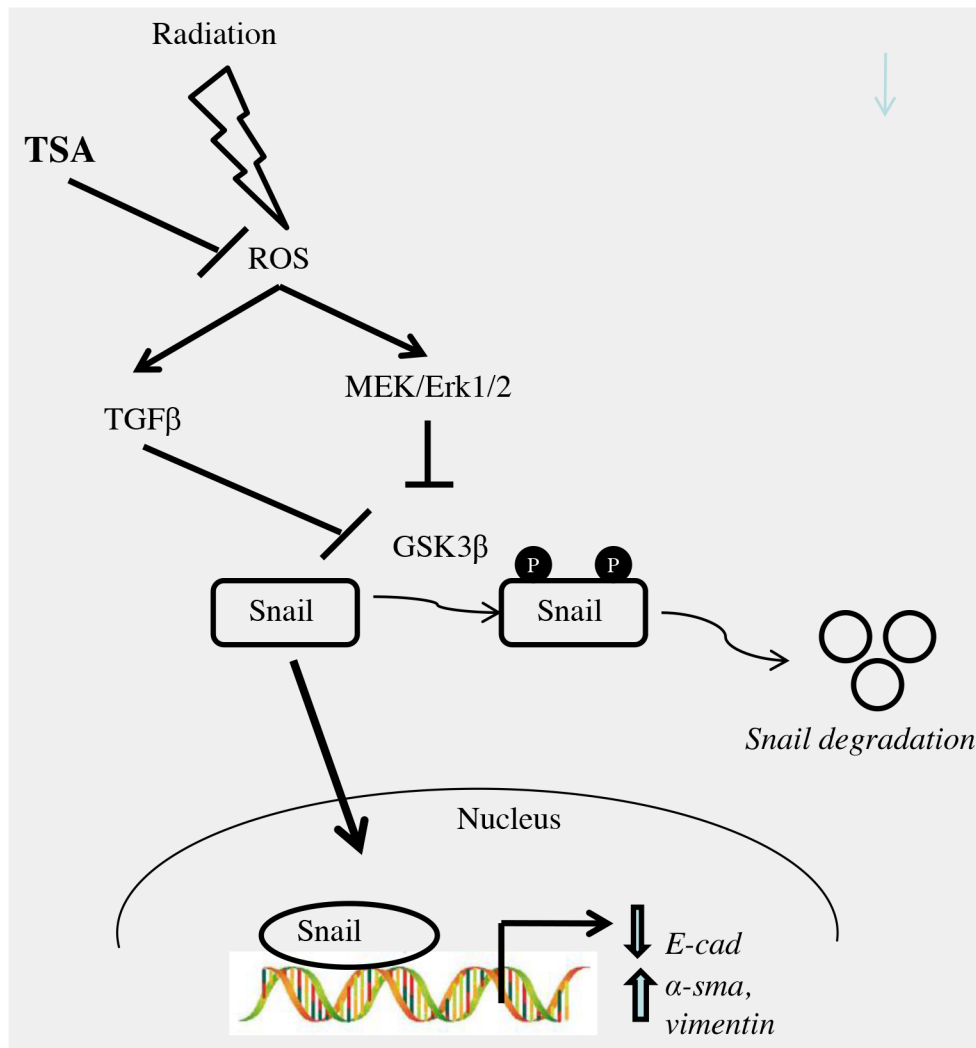 Radiation
TSA
ROS
MEK/Erk1/2
TGFβ
GSK3β
P
P
Snail
Snail
Snail degradation
Nucleus
Snail
E-cad
α-sma,
vimentin